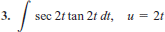 3. ∫ sec 2t tan 2t dt, u = 2t